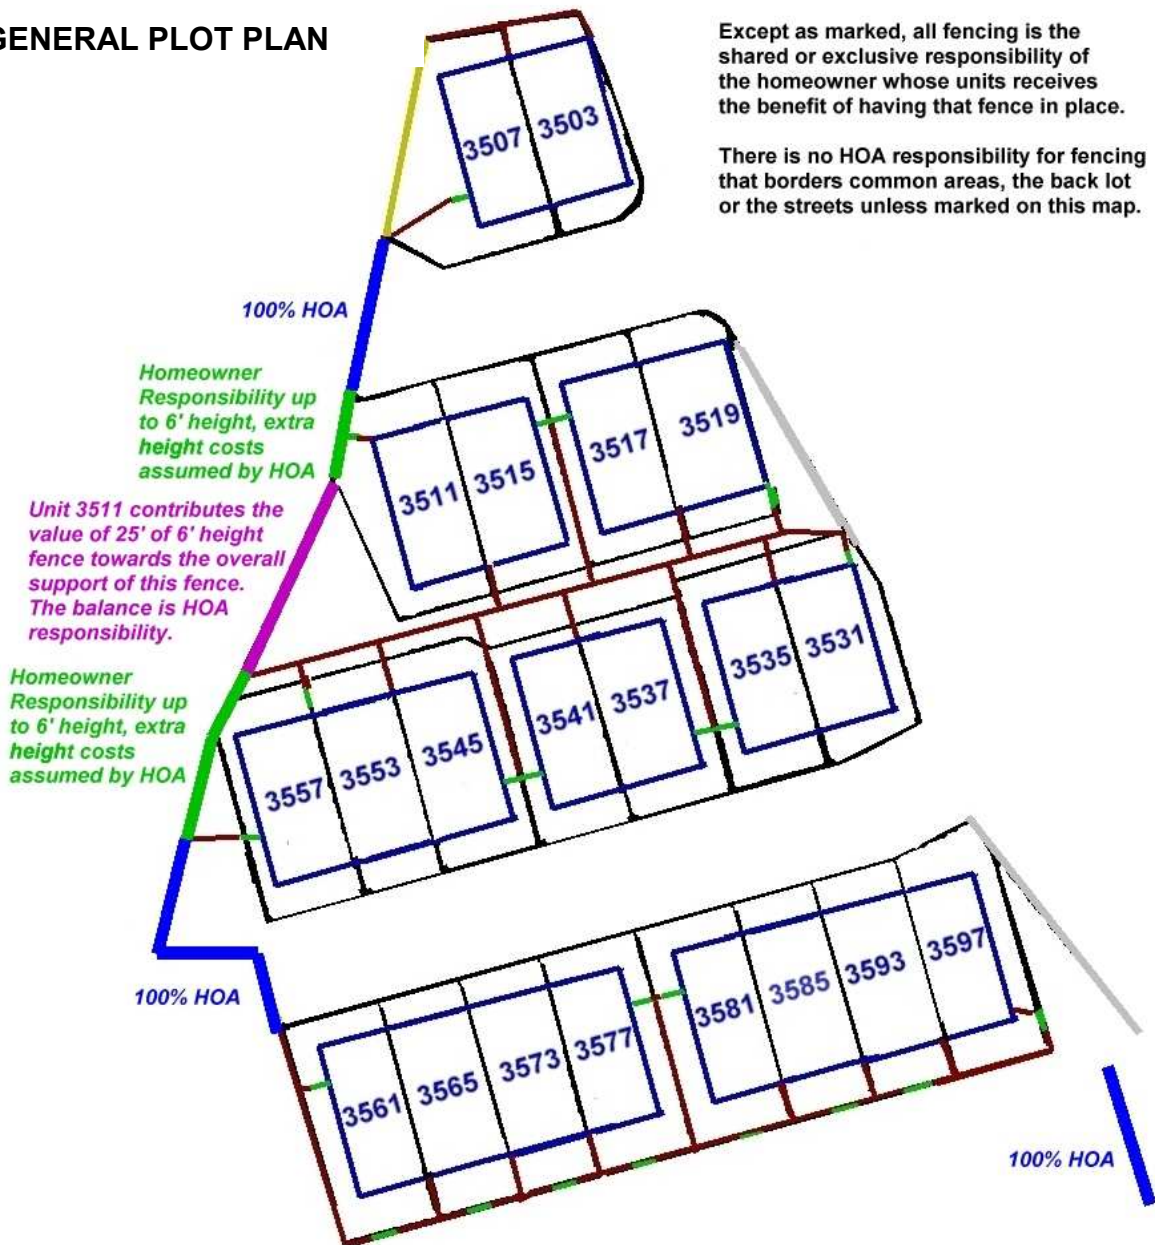 GENERAL PLOT PLAN
Except as marked, all fencing is the
shared or exclusive responsibility of
the homeowner whose units receives
the benefit of having that fence in place.
There is no HOA responsibility for fencing
that borders common areas, the back lot
or the streets unless marked on this map.
3507
3503
100% HOA
Homeowner
Responsibility up
to 6' height, extra
height costs
assumed by HOA
3511
3515
3517
3519
Unit 3511 contributes the
value of 25' of 6' height
fence towards the overall
support of this fence.
The balance is HOA
responsibility.
Homeowner
Responsibility up
to 6' height, extra
height costs
assumed by HOA
3557
3553
3545
3541
3537
3535
3531
100% HOA
3561
3565
3573
3577
3581
3585
3593
3597
100% HOA